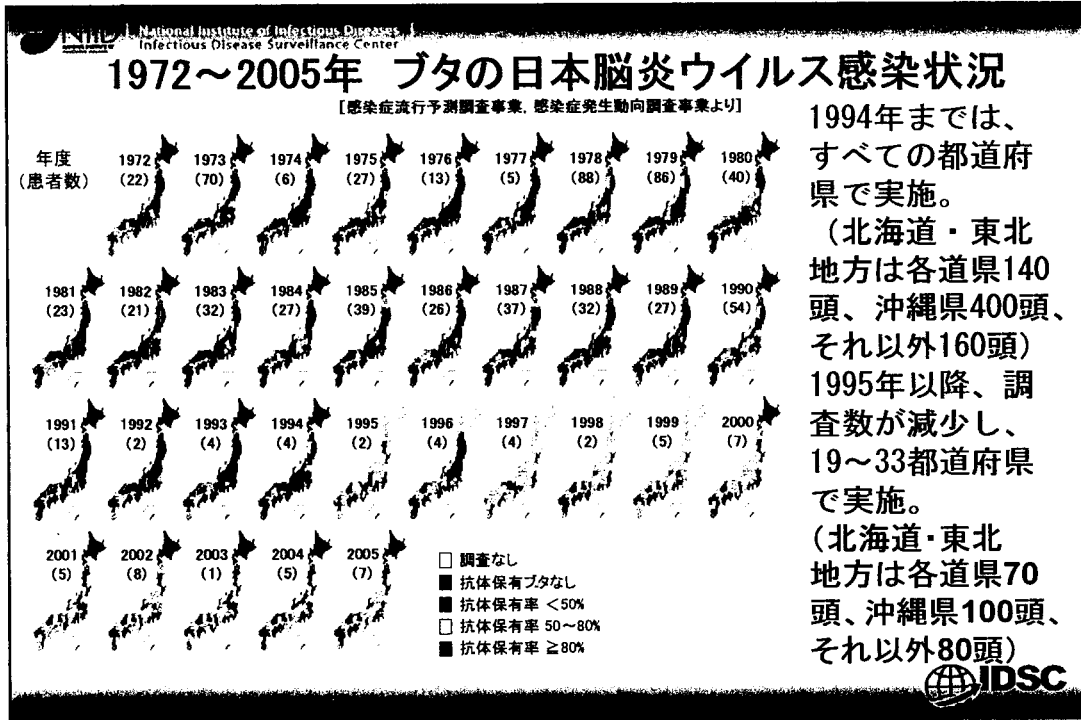 National Institute of Infectious Diseases
Infectious Disease Surveillance Center
1972～2005年 ブタの日本脳炎ウイルス感染状況
[感染症流行予測調査事業, 感染症発生動向調査事業より]
年度
(患者数)
1972 1973 1974 1975 1976 1977 1978 1979 1980
(22) (70) (6) (27) (13) (5) (88) (86) (40)
1981 1982 1983 1984 1985 1986 1987 1988 1989 1990
(23) (21) (32) (27) (39) (26) (37) (32) (27) (54)
1991 1992 1993 1994 1995 1996 1997 1998 1999 2000
(13) (2) (4) (4) (2) (4) (4) (2) (5) (7)
2001 2002 2003 2004 2005
(5) (8) (1) (5) (7)
調査なし
抗体保有ブタなし
抗体保有率 <50%
抗体保有率 50～80%
抗体保有率 ≧80%
1994年までは、
すべての都道府
県で実施。
(北海道・東北
地方は各道県140
頭、沖縄県400頭、
それ以外160頭)
1995年以降、調
査数が減少し、
19～33都道府県
で実施。
(北海道・東北
地方は各道県70
頭、沖縄県100頭、
それ以外80頭)
IDSC